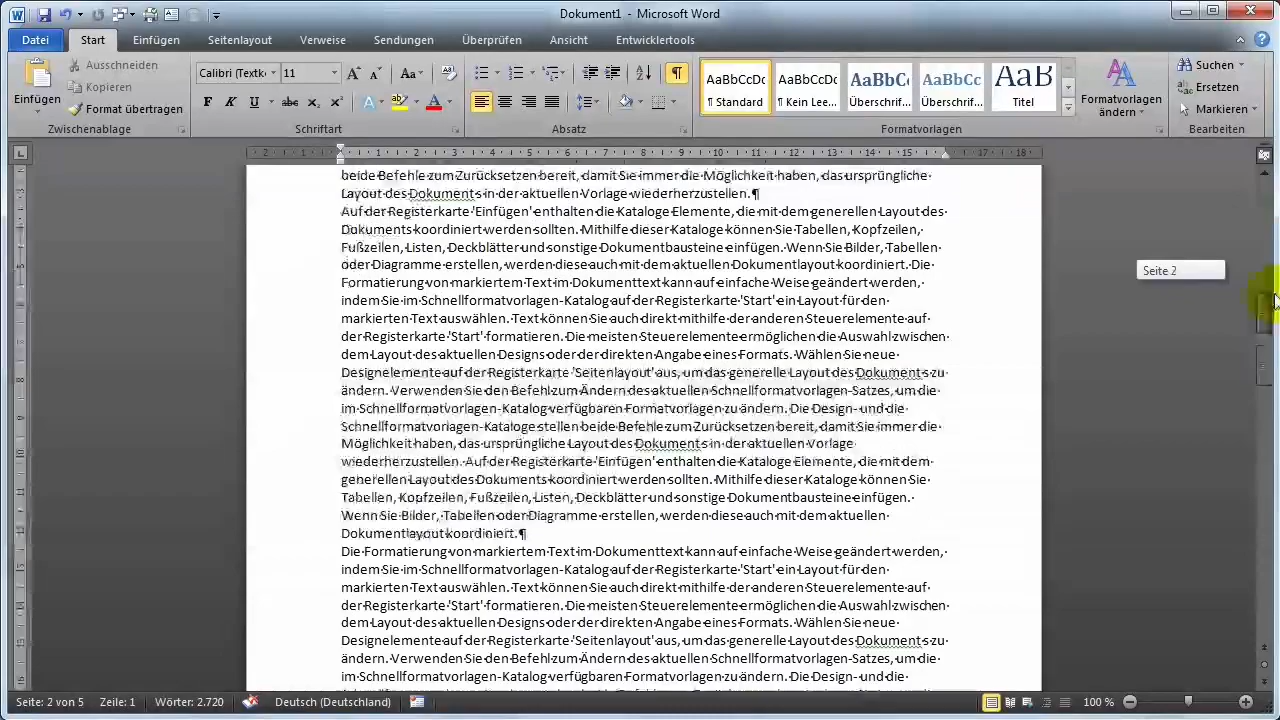 Dokument1 - Microsoft Word
Datei Start Einfügen Seitenlayout Verweise Sendungen Überprüfen Ansicht Entwicklertools
Einfügen
Ausschneiden
Kopieren
Format übertragen
Zwischenablage
Calibri (Textk 11
Schriftart
Absatz
AaBbCcDc AaBbCcDc AaBbC AaBbCc AaB
¶ Standard ¶ Kein Lee... Überschrif... Überschrif... Titel
Formatvorlagen ändern
Formatvorlagen
Suchen
Ersetzen
Markieren
Bearbeiten
2 1 1 2 3 4 5 6 7 8 9 10 11 12 13 14 15 17 18
beide Befehle zum Zurücksetzen bereit, damit Sie immer die Möglichkeit haben, das ursprüngliche
Layout des Dokuments in der aktuellen Vorlage wiederherzustellen.¶
Auf der Registerkarte 'Einfügen' enthalten die Kataloge Elemente, die mit dem generellen Layout des
Dokuments koordiniert werden sollten. Mithilfe dieser Kataloge können Sie Tabellen, Kopfzeilen,
Fußzeilen, Listen, Deckblätter und sonstige Dokumentbausteine einfügen. Wenn Sie Bilder, Tabellen
oder Diagramme erstellen, werden diese auch mit dem aktuellen Dokumentlayout koordiniert. Die
Formatierung von markiertem Text im Dokumenttext kann auf einfache Weise geändert werden,
indem Sie im Schnellformatvorlagen-Katalog auf der Registerkarte 'Start' ein Layout für den
markierten Text auswählen. Text können Sie auch direkt mithilfe der anderen Steuerelemente auf
der Registerkarte 'Start' formatieren. Die meisten Steuerelemente ermöglichen die Auswahl zwischen
dem Layout des aktuellen Designs oder der direkten Angabe eines Formats. Wählen Sie neue
Designelemente auf der Registerkarte 'Seitenlayout' aus, um das generelle Layout des Dokuments zu
ändern. Verwenden Sie den Befehl zum Ändern des aktuellen Schnellformatvorlagen-Satzes, um die
im Schnellformatvorlagen-Katalog verfügbaren Formatvorlagen zu ändern. Die Design- und die
Schnellformatvorlagen-Kataloge stellen beide Befehle zum Zurücksetzen bereit, damit Sie immer die
Möglichkeit haben, das ursprüngliche Layout des Dokuments in der aktuellen Vorlage
wiederherzustellen. Auf der Registerkarte 'Einfügen' enthalten die Kataloge Elemente, die mit dem
generellen Layout des Dokuments koordiniert werden sollten. Mithilfe dieser Kataloge können Sie
Tabellen, Kopfzeilen, Fußzeilen, Listen, Deckblätter und sonstige Dokumentbausteine einfügen.
Wenn Sie Bilder, Tabellen oder Diagramme erstellen, werden diese auch mit dem aktuellen
Dokumentlayout koordiniert.¶
Die Formatierung von markiertem Text im Dokumenttext kann auf einfache Weise geändert werden,
indem Sie im Schnellformatvorlagen-Katalog auf der Registerkarte 'Start' ein Layout für den
markierten Text auswählen. Text können Sie auch direkt mithilfe der anderen Steuerelemente auf
der Registerkarte 'Start' formatieren. Die meisten Steuerelemente ermöglichen die Auswahl zwischen
dem Layout des aktuellen Designs oder der direkten Angabe eines Formats. Wählen Sie neue
Designelemente auf der Registerkarte 'Seitenlayout' aus, um das generelle Layout des Dokuments zu
ändern. Verwenden Sie den Befehl zum Ändern des aktuellen Schnellformatvorlagen-Satzes, um die
im Schnellformatvorlagen-Katalog verfügbaren Formatvorlagen zu ändern. Die Design- und die
Seite 2
Seite: 2 von 5 Zeile: 1 Wörter: 2.720 Deutsch (Deutschland) 100 %